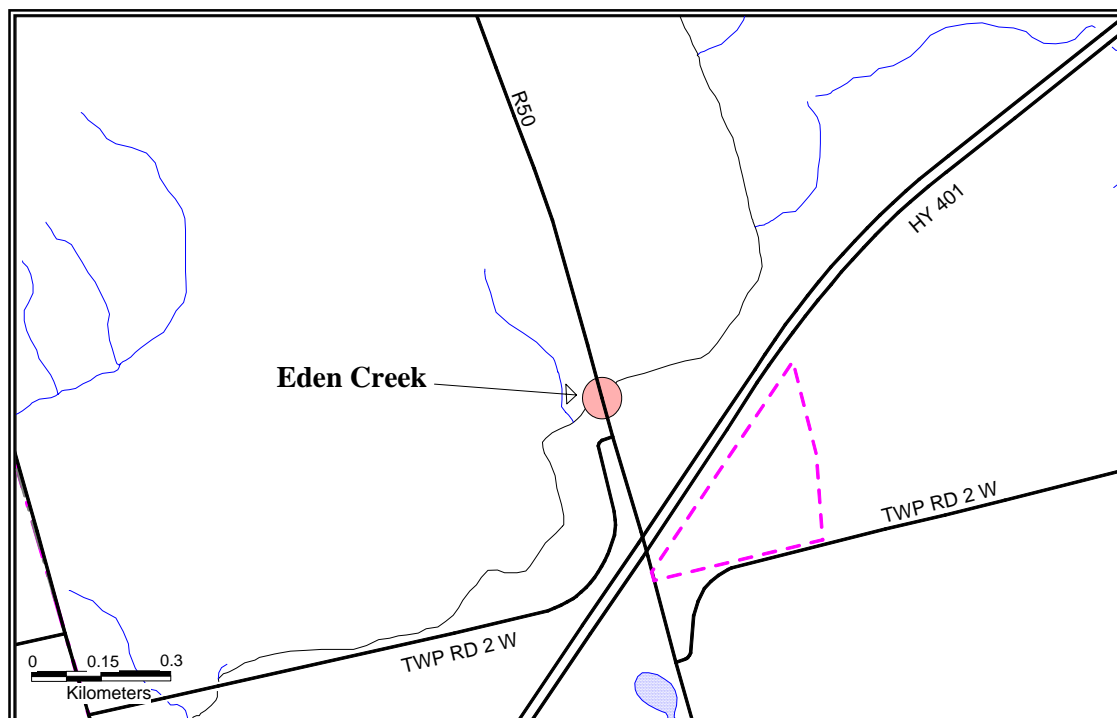 R50
HY 401
Eden Creek
TWP RD 2 W
TWP RD 2 W
0 0.15 0.3
Kilometers